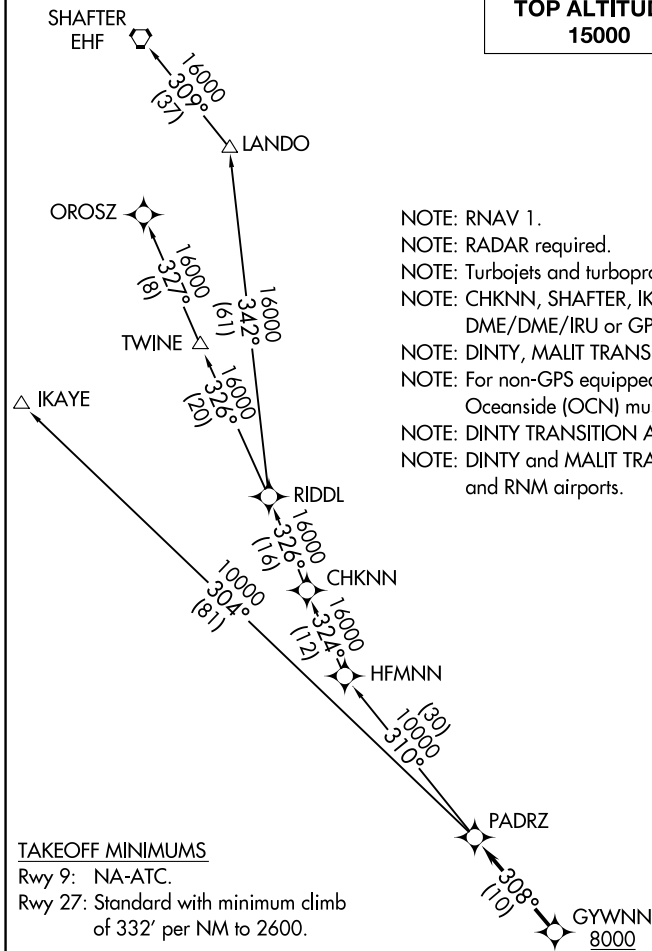 TOP ALTITUD
15000
SHAFTER
EHF
16000
309°
(37)
LANDO
OROSZ
16000
327°
(8)
16000
342°
(61)
TWINE
16000
326°
(20)
IKAYE
RIDDL
16000
326°
(16)
CHKNN
10000
304°
(81)
16000
324°
(12)
HFMNN
(30)
10000
310°
PADRZ
308°
(10)
GYWNN
8000
NOTE: RNAV 1.
NOTE: RADAR required.
NOTE: Turbojets and turbopro
NOTE: CHKNN, SHAFTER, IK
DME/DME/IRU or GP
NOTE: DINTY, MALIT TRANS
NOTE: For non-GPS equipped
Oceanside (OCN) mu
NOTE: DINTY TRANSITION A
NOTE: DINTY and MALIT TRA
and RNM airports.
TAKEOFF MINIMUMS
Rwy 9: NA-ATC.
Rwy 27: Standard with minimum climb
of 332' per NM to 2600.